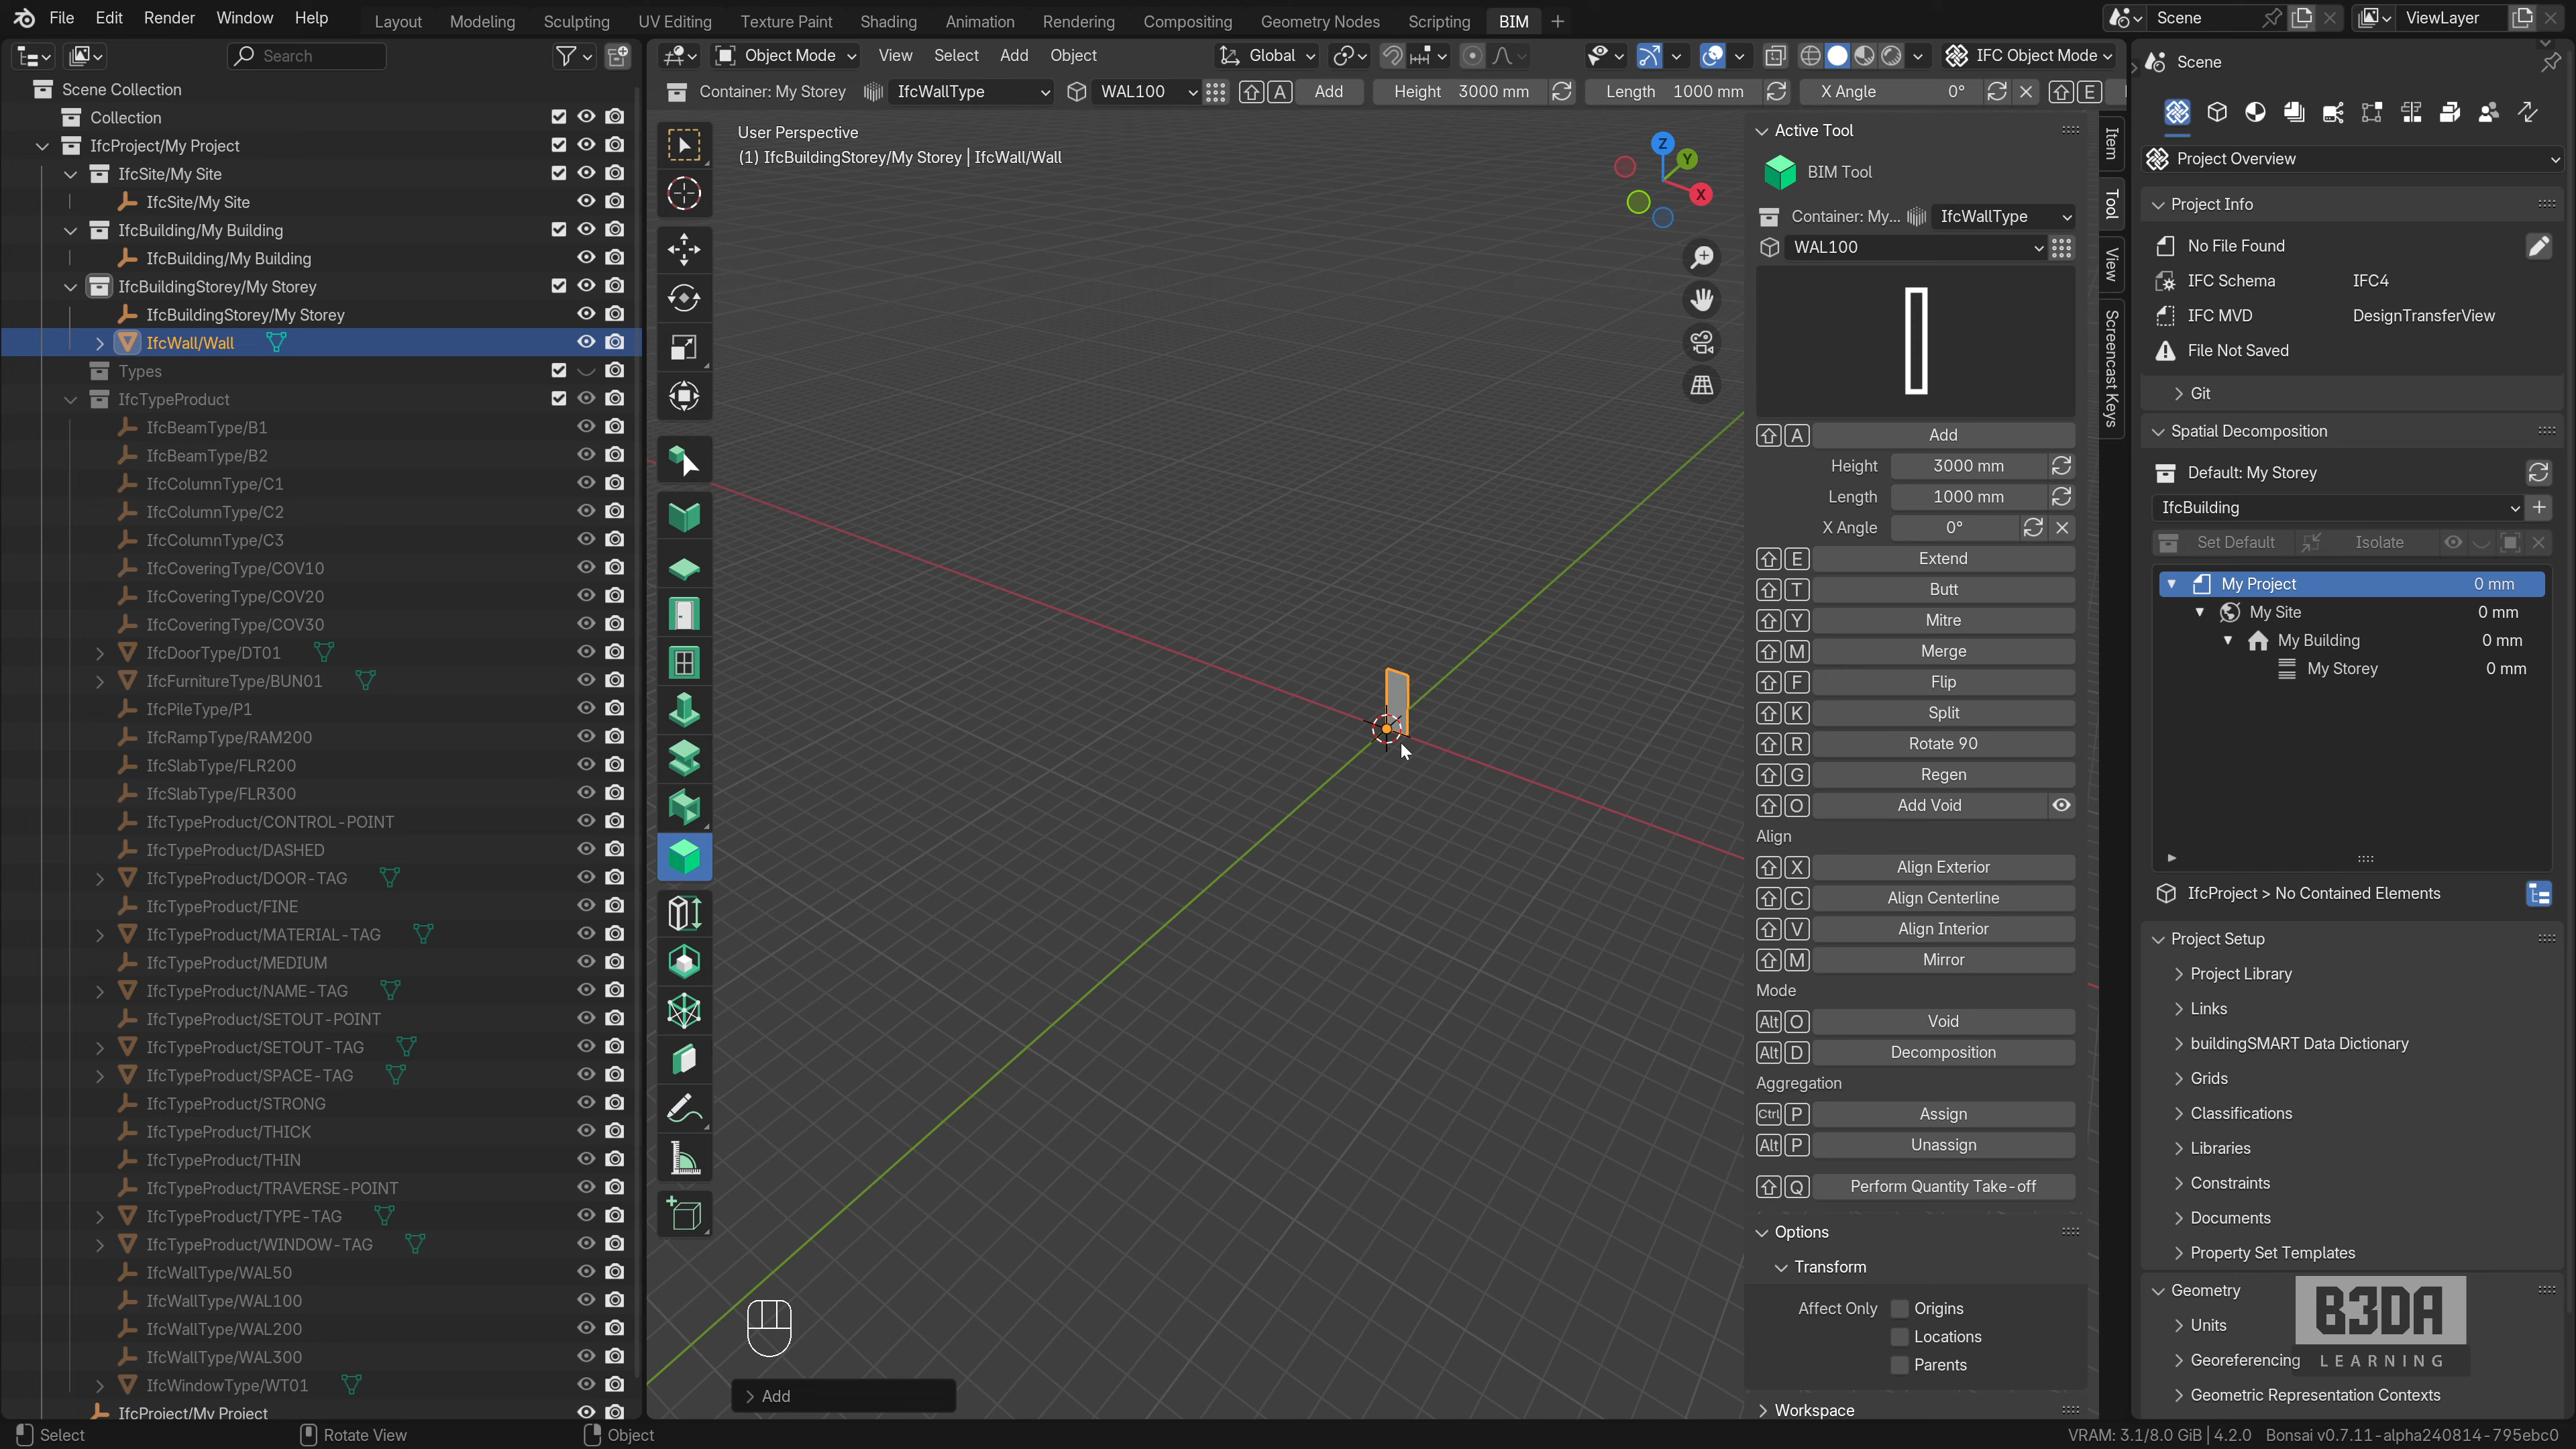 File Edit Render Window Help Layout Modeling Sculpting UV Editing Texture Paint Shading Animation Rendering Compositing Geometry Nodes Scripting BIM + Scene ViewLayer
Search
Object Mode View Select Add Object Global IFC Object Mode
Container: My Storey IfcWallType WAL100 A Add Height 3000 mm Length 1000 mm X Angle 0° E
Scene Collection
Collection
IfcProject/My Project
IfcSite/My Site
IfcSite/My Site
IfcBuilding/My Building
IfcBuilding/My Building
IfcBuildingStorey/My Storey
IfcBuildingStorey/My Storey
IfcWall/Wall
Types
IfcTypeProduct
IfcBeamType/B1
IfcBeamType/B2
IfcColumnType/C1
IfcColumnType/C2
IfcColumnType/C3
IfcCoveringType/COV10
IfcCoveringType/COV20
IfcCoveringType/COV30
IfcDoorType/DT01
IfcFurnitureType/BUN01
IfcPileType/P1
IfcRampType/RAM200
IfcSlabType/FLR200
IfcSlabType/FLR300
IfcTypeProduct/CONTROL-POINT
IfcTypeProduct/DASHED
IfcTypeProduct/DOOR-TAG
IfcTypeProduct/FINE
IfcTypeProduct/MATERIAL-TAG
IfcTypeProduct/MEDIUM
IfcTypeProduct/NAME-TAG
IfcTypeProduct/SETOUT-POINT
IfcTypeProduct/SETOUT-TAG
IfcTypeProduct/SPACE-TAG
IfcTypeProduct/STRONG
IfcTypeProduct/THICK
IfcTypeProduct/THIN
IfcTypeProduct/TRAVERSE-POINT
IfcTypeProduct/TYPE-TAG
IfcTypeProduct/WINDOW-TAG
IfcWallType/WAL50
IfcWallType/WAL100
IfcWallType/WAL200
IfcWallType/WAL300
IfcWindowType/WT01
IfcProject/My Project
User Perspective
(1) IfcBuildingStorey/My Storey | IfcWall/Wall
Z
Y
X
Add
Active Tool
BIM Tool
Container: My... IfcWallType
WAL100
A Add
Height 3000 mm
Length 1000 mm
X Angle 0°
E Extend
T Butt
Y Mitre
M Merge
F Flip
K Split
R Rotate 90
G Regen
O Add Void
Align
X Align Exterior
C Align Centerline
V Align Interior
M Mirror
Mode
Alt O Void
Alt D Decomposition
Aggregation
Ctrl P Assign
Alt P Unassign
Q Perform Quantity Take-off
Options
Transform
Affect Only Origins
Locations
Parents
Workspace
Item
Tool
View
Screencast Keys
Scene
Project Overview
Project Info
No File Found
IFC Schema IFC4
IFC MVD DesignTransferView
File Not Saved
Git
Spatial Decomposition
Default: My Storey
IfcBuilding
Set Default Isolate
My Project 0 mm
My Site 0 mm
My Building 0 mm
My Storey 0 mm
IfcProject > No Contained Elements
Project Setup
Project Library
Links
buildingSMART Data Dictionary
Grids
Classifications
Libraries
Constraints
Documents
Property Set Templates
Geometry
Units
Georeferencing
Geometric Representation Contexts
B3DA
LEARNING
Select Rotate View Object VRAM: 3.1/8.0 GiB | 4.2.0 Bonsai v0.7.11-alpha240814-795ebc0